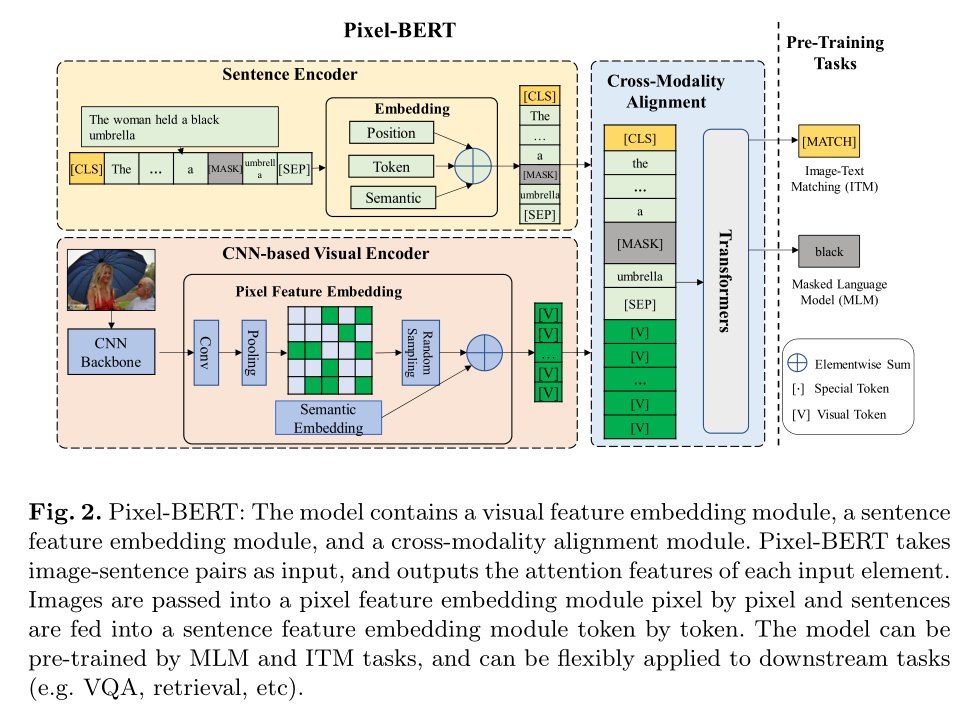 Pixel-BERT
Sentence Encoder
The woman held a black
umbrella
[CLS]
The
...
a
[MASK]
umbrell
a
[SEP]
Embedding
Position
Token
Semantic
[CLS]
The
...
a
[MASK]
umbrella
[SEP]
CNN-based Visual Encoder
CNN
Backbone
Pixel Feature Embedding
Conv
Pooling
Random
Sampling
Semantic
Embedding
[V]
[V]
...
[V]
[V]
Cross-Modality
Alignment
[CLS]
the
...
a
[MASK]
umbrella
[SEP]
[V]
[V]
...
[V]
[V]
Transformers
Pre-Training
Tasks
[MATCH]
Image-Text
Matching (ITM)
black
Masked Language
Model (MLM)
Elementwise Sum
[·] Special Token
[V] Visual Token
Fig. 2. Pixel-BERT: The model contains a visual feature embedding module, a sentence
feature embedding module, and a cross-modality alignment module. Pixel-BERT takes
image-sentence pairs as input, and outputs the attention features of each input element.
Images are passed into a pixel feature embedding module pixel by pixel and sentences
are fed into a sentence feature embedding module token by token. The model can be
pre-trained by MLM and ITM tasks, and can be flexibly applied to downstream tasks
(e.g. VQA, retrieval, etc).